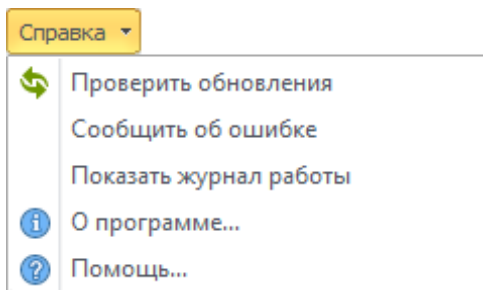 Справка
Проверить обновления
Сообщить об ошибке
Показать журнал работы
О программе...
Помощь...